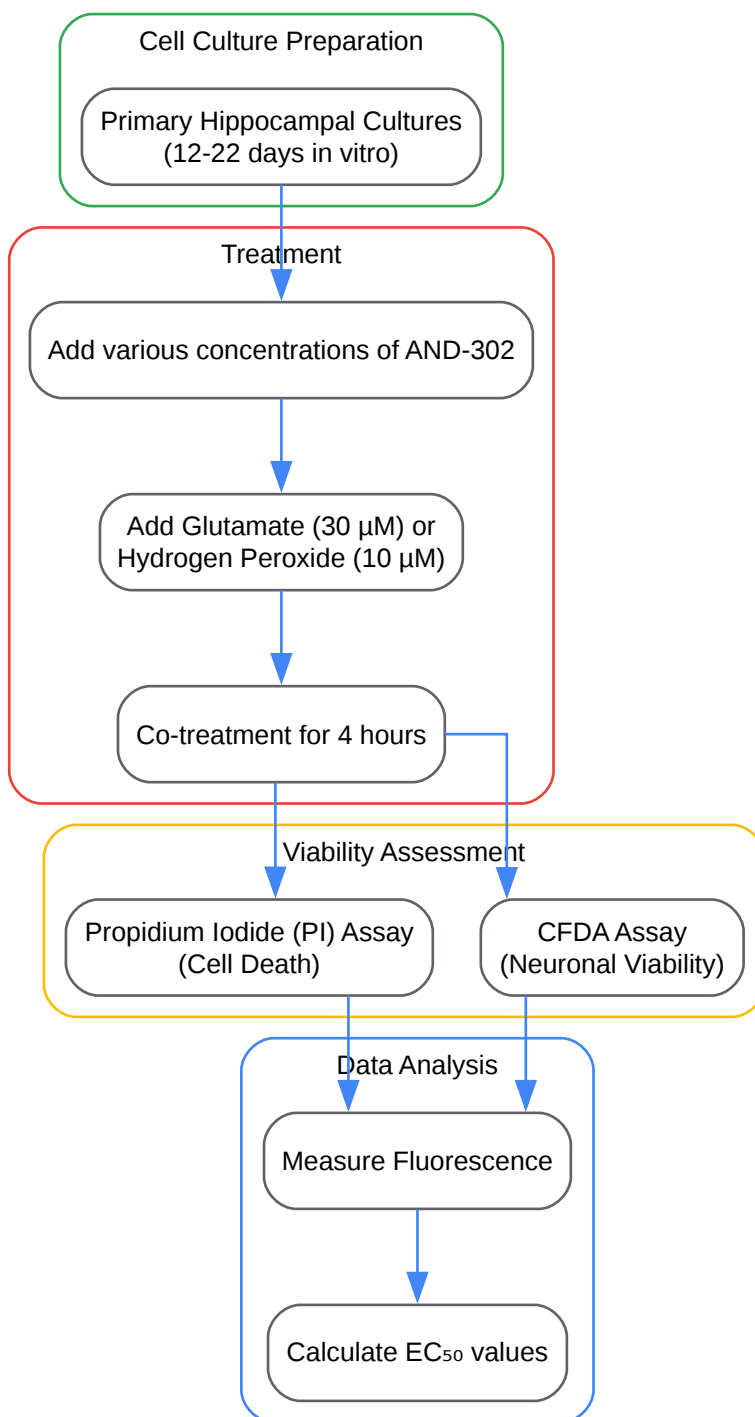 Cell Culture Preparation
Primary Hippocampal Cultures
(12-22 days in vitro)
Treatment
Add various concentrations of AND-302
Add Glutamate (30 µM) or
Hydrogen Peroxide (10 µM)
Co-treatment for 4 hours
Viability Assessment
Propidium Iodide (PI) Assay
(Cell Death)
CFDA Assay
(Neuronal Viability)
Data Analysis
Measure Fluorescence
Calculate EC₅₀ values